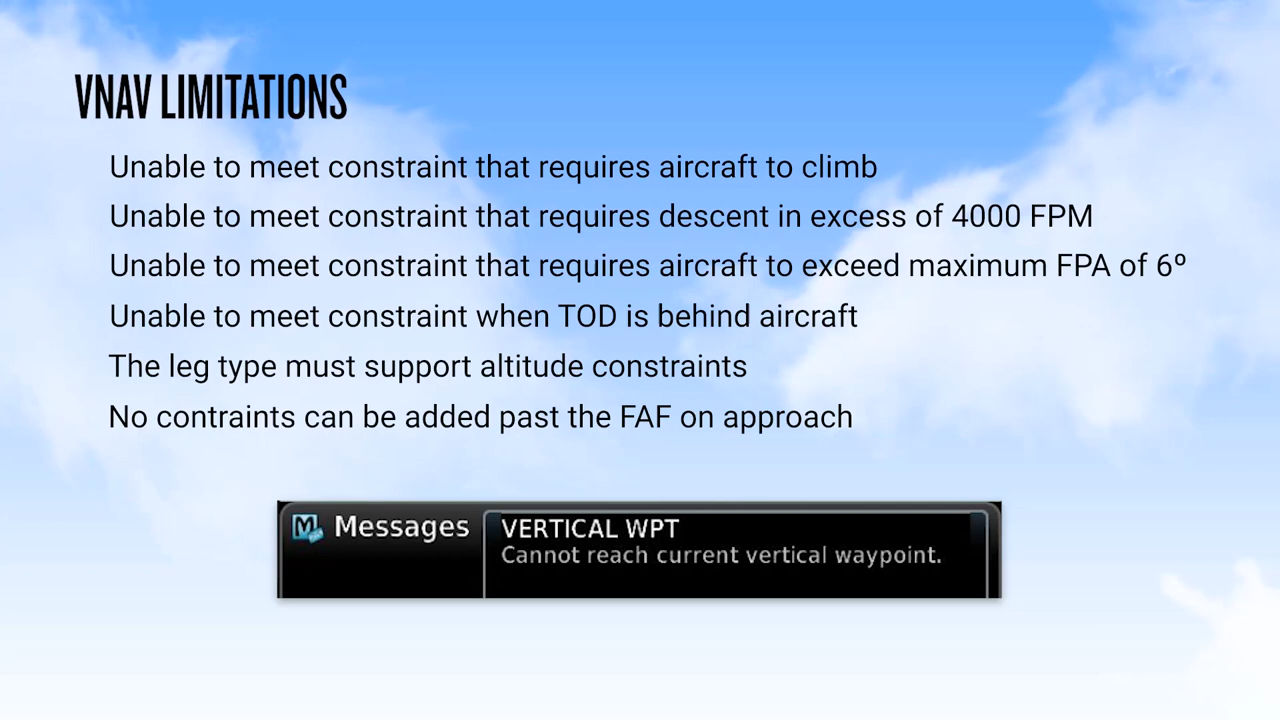 VNAV LIMITATIONS
Unable to meet constraint that requires aircraft to climb
Unable to meet constraint that requires descent in excess of 4000 FPM
Unable to meet constraint that requires aircraft to exceed maximum FPA of 6º
Unable to meet constraint when TOD is behind aircraft
The leg type must support altitude constraints
No contraints can be added past the FAF on approach
Messages
VERTICAL WPT
Cannot reach current vertical waypoint.